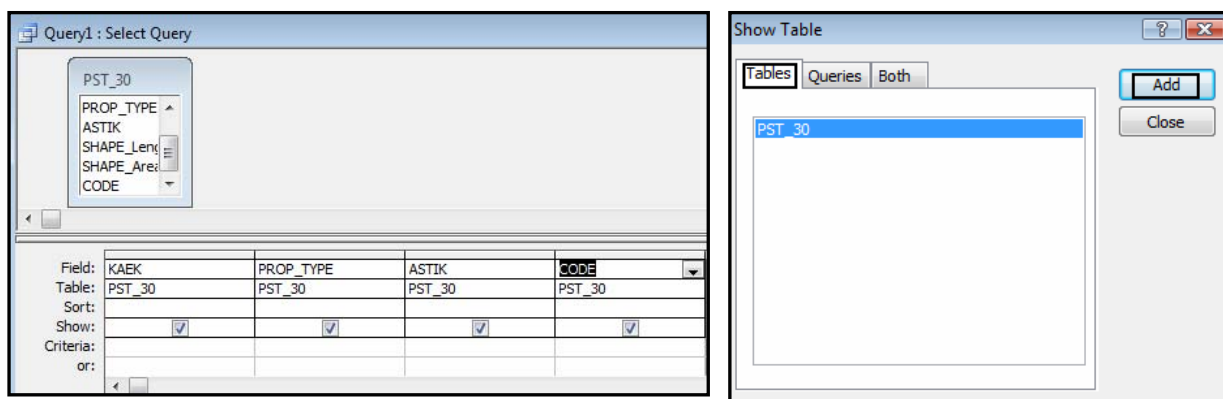 Query1 : Select Query
PST_30
PROP_TYPE
ASTIK
SHAPE_Leng
SHAPE_Area
CODE
Field: KAEK PROP_TYPE ASTIK CODE
Table: PST_30 PST_30 PST_30 PST_30
Sort:
Show:
Criteria:
or:
Show Table
Tables Queries Both
Add
PST_30
Close